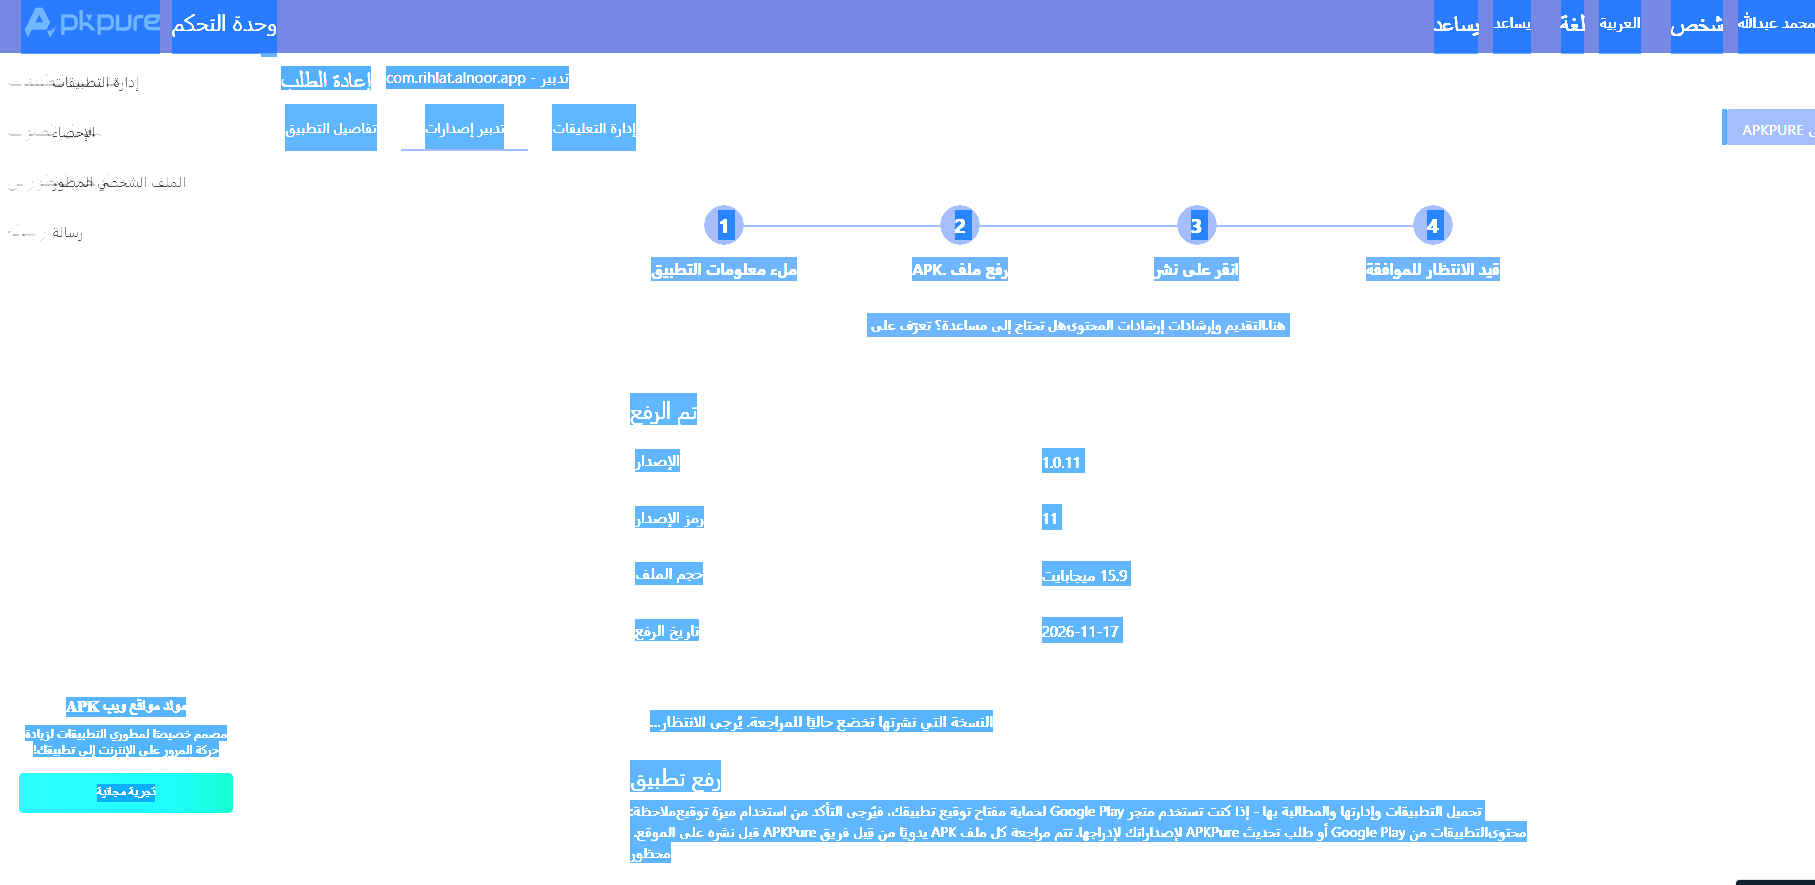 Apkpure
وحدة التحكم
يساعد
يساعد
لغة
العربية
شخص
محمد عبدالله
إدارة التطبيقات
الإحصاء
الملف الشخصي المطور
رسالة
إعادة الطلب
تدبير - com.rihlat.alnoor.app
تفاصيل التطبيق
تدبير إصدارات
إدارة التعليقات
APKPURE
1
2
3
4
ملء معلومات التطبيق
رفع ملف .APK
انقر على نشر
قيد الانتظار للموافقة
هنا.التقديم وإرشادات إرشادات المحتوىهل تحتاج إلى مساعدة؟ تعرّف على
تم الرفع
الإصدار
1.0.11
رمز الإصدار
11
حجم الملف
15.9 ميجابايت
تاريخ الرفع
2026-11-17
النسخة التي نشرتها تخضع حاليًا للمراجعة. يُرجى الانتظار...
رفع تطبيق
تحميل التطبيقات وإدارتها والمطالبة بها - إذا كنت تستخدم متجر Google Play لحماية مفتاح توقيع تطبيقك، فيُرجى التأكد من استخدام ميزة توقيعملاحظة:
محتوىالتطبيقات من Google Play أو طلب تحديث APKPure لإصداراتك لإدراجها. تتم مراجعة كل ملف APK يدويًا من قِبل فريق APKPure قبل نشره على الموقع.
محظور
مولد مواقع ويب APK
مصمم خصيصًا لمطوري التطبيقات لزيادة
حركة المرور على الإنترنت إلى تطبيقك!
تجربة مجانية